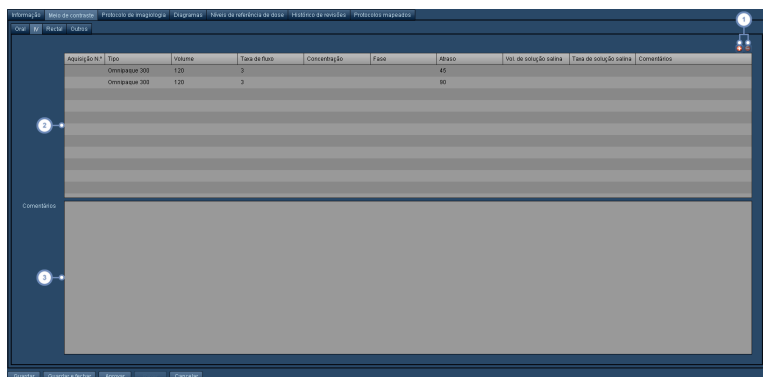 Informação Meio de contraste Protocolo de imagiologia Diagramas Níveis de referência de dose Histórico de revisões Protocolos mapeados
Oral IV Rectal Outros
1
Aquisição N.º Tipo Volume Taxa de fluxo Concentração Fase Atraso Vol. de solução salina Taxa de solução salina Comentários
Omnipaque 300 120 3 45
Omnipaque 300 120 3 90
2
Comentários
3
Guardar Guardar e fechar Aprovar Cancelar